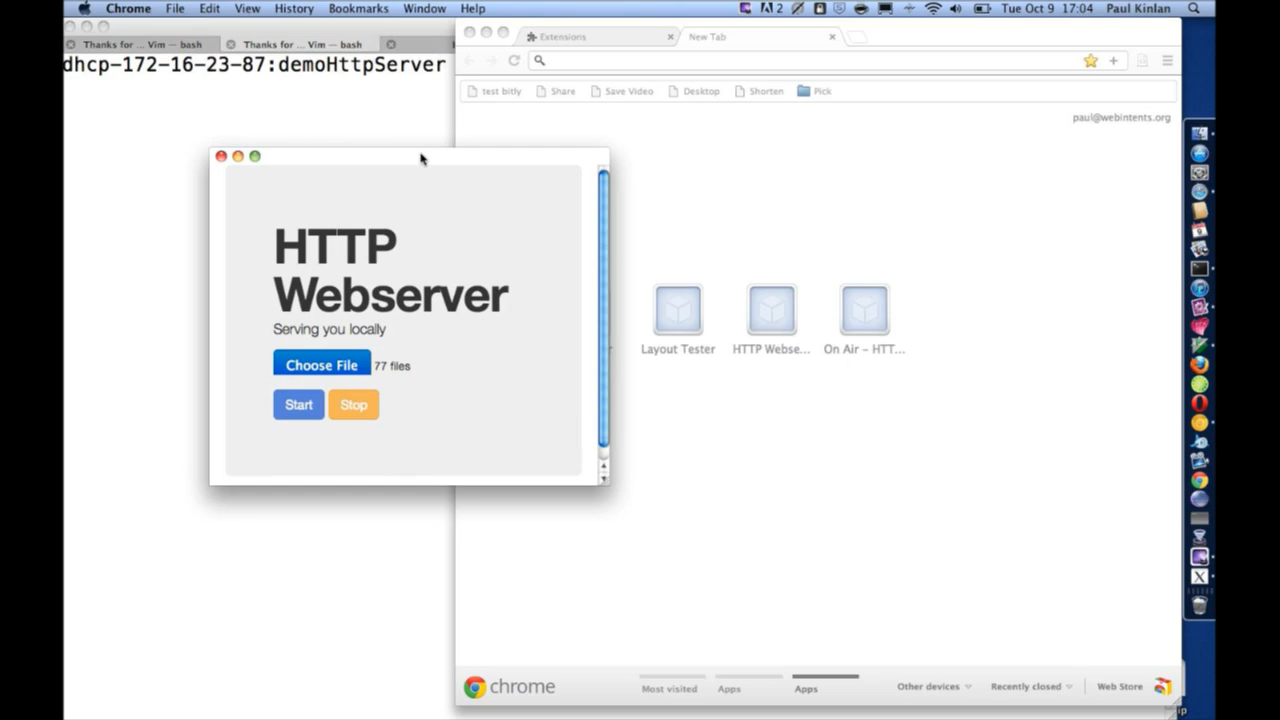 Chrome File Edit View History Bookmarks Window Help 2 Tue Oct 9 17:04 Paul Kinlan
Thanks for ... Vim — bash Thanks for ... Vim — bash
Extensions New Tab
dhcp-172-16-23-87:demoHttpServer
test bitly Share Save Video Desktop Shorten Pick
paul@webintents.org
HTTP
Webserver
Serving you locally
Choose File 77 files
Start Stop
Layout Tester HTTP Webse... On Air – HTT...
chrome Most visited Apps Apps Other devices Recently closed Web Store